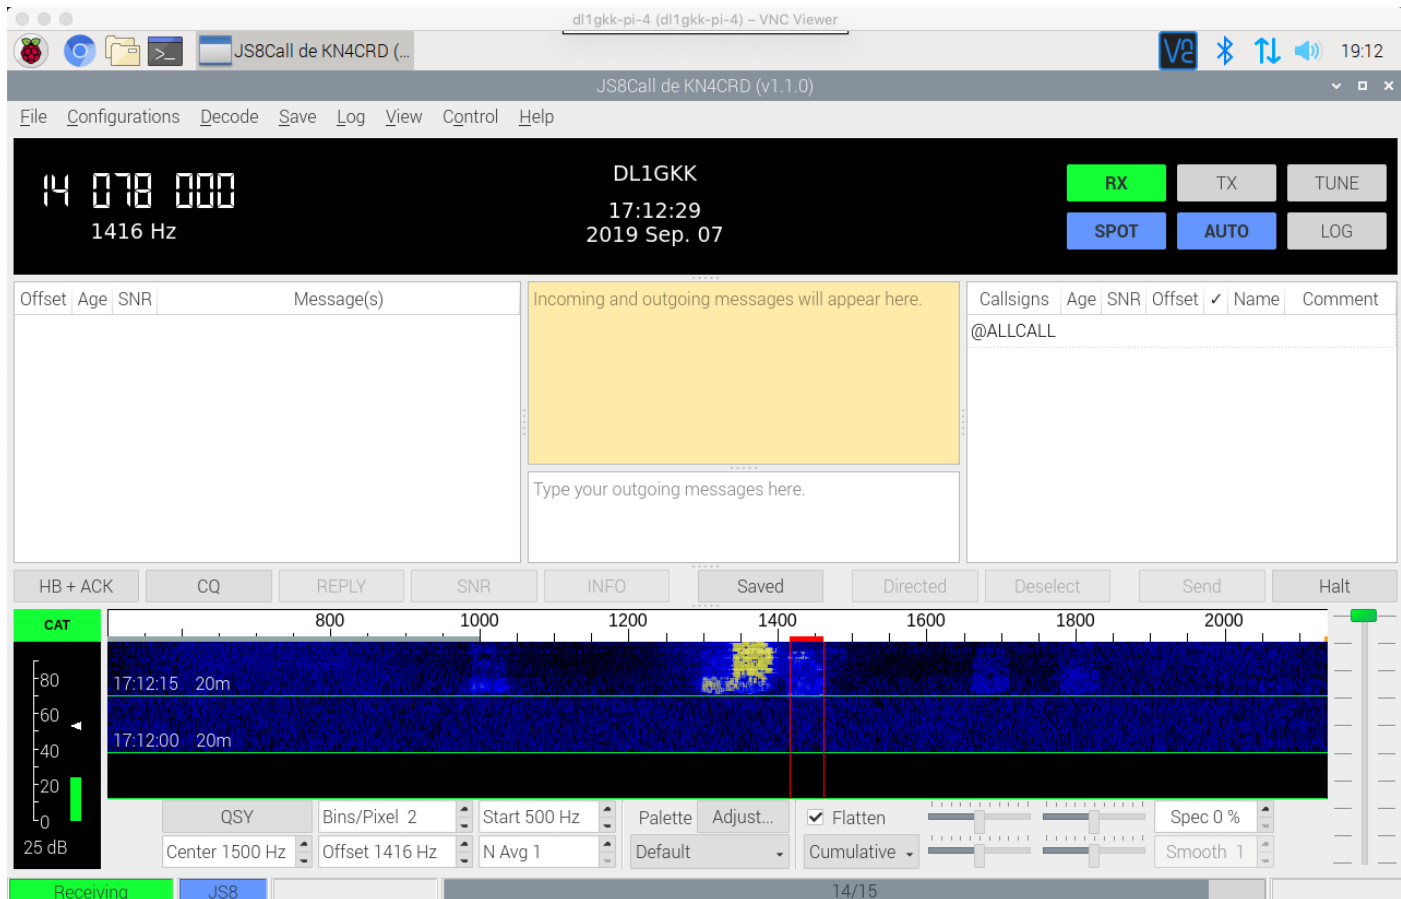 dl1gkk-pi-4 (dl1gkk-pi-4) – VNC Viewer
JS8Call de KN4CRD (... 19:12
JS8Call de KN4CRD (v1.1.0)
File Configurations Decode Save Log View Control Help
14 078 000
1416 Hz
DL1GKK
17:12:29
2019 Sep. 07
RX TX TUNE
SPOT AUTO LOG
Offset Age SNR Message(s)
Incoming and outgoing messages will appear here.
Type your outgoing messages here.
Callsigns Age SNR Offset ✓ Name Comment
@ALLCALL
HB + ACK CQ REPLY SNR INFO Saved Directed Deselect Send Halt
CAT
800 1000 1200 1400 1600 1800 2000
17:12:15 20m
17:12:00 20m
80
60
40
20
0
25 dB
QSY Bins/Pixel 2 Start 500 Hz Palette Adjust... Flatten Spec 0 %
Center 1500 Hz Offset 1416 Hz N Avg 1 Default Cumulative Smooth 1
Receiving JS8 14/15